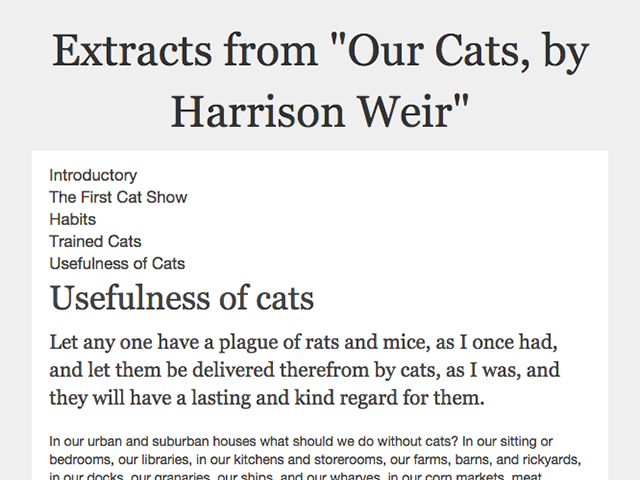 Extracts from "Our Cats, by
Harrison Weir"
Introductory
The First Cat Show
Habits
Trained Cats
Usefulness of Cats
Usefulness of cats
Let any one have a plague of rats and mice, as I once had,
and let them be delivered therefrom by cats, as I was, and
they will have a lasting and kind regard for them.
In our urban and suburban houses what should we do without cats? In our sitting or
bedrooms, our libraries, in our kitchens and storerooms, our farms, barns, and rickyards,
in our docks, our granaries, our ships, and our wharves, in our corn markets, meat